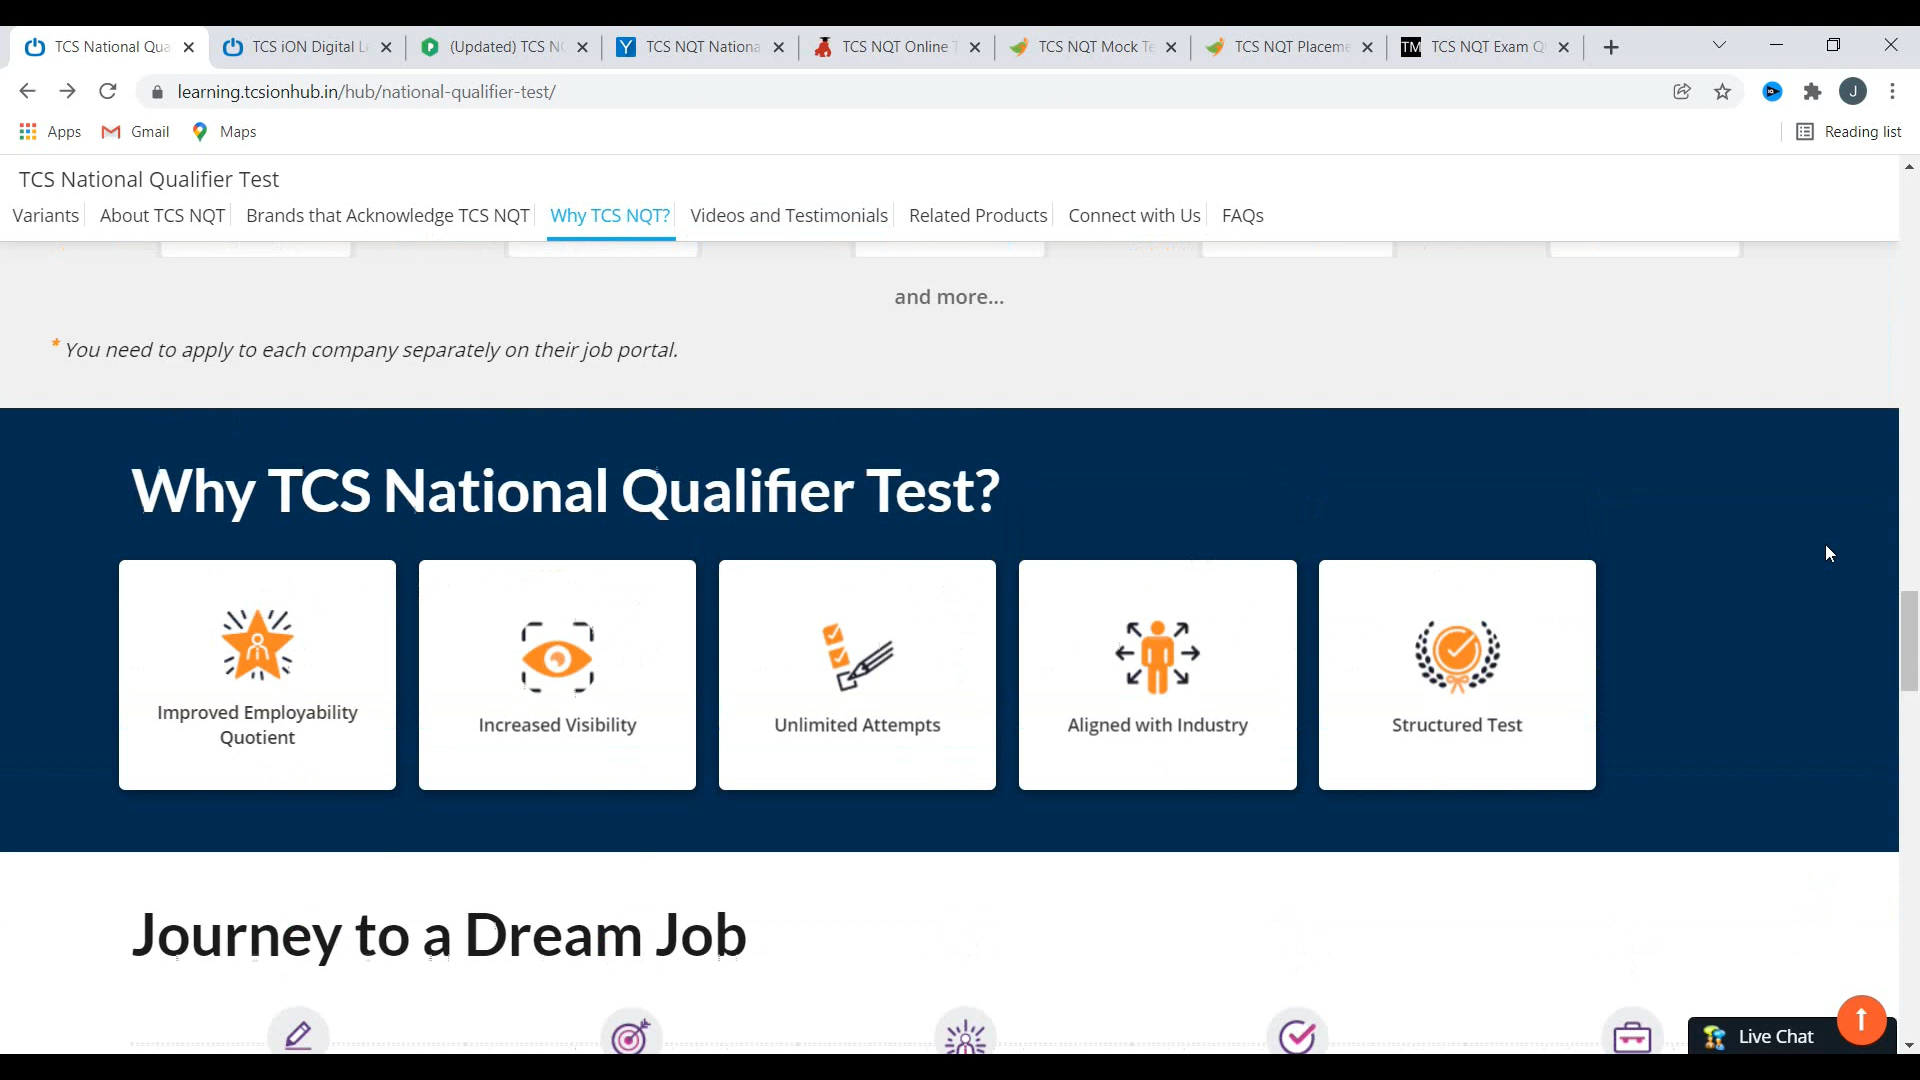 TCS National Qua
TCS iON Digital L
(Updated) TCS N
TCS NQT Nationa
TCS NQT Online T
TCS NQT Mock Te
TCS NQT Placeme
TCS NQT Exam Q
learning.tcsionhub.in/hub/national-qualifier-test/
J
Apps
Gmail
Maps
Reading list
TCS National Qualifier Test
Variants
About TCS NQT
Brands that Acknowledge TCS NQT
Why TCS NQT?
Videos and Testimonials
Related Products
Connect with Us
FAQs
and more...
* You need to apply to each company separately on their job portal.
Why TCS National Qualifier Test?
Improved Employability
Quotient
Increased Visibility
Unlimited Attempts
Aligned with Industry
Structured Test
Journey to a Dream Job
Live Chat